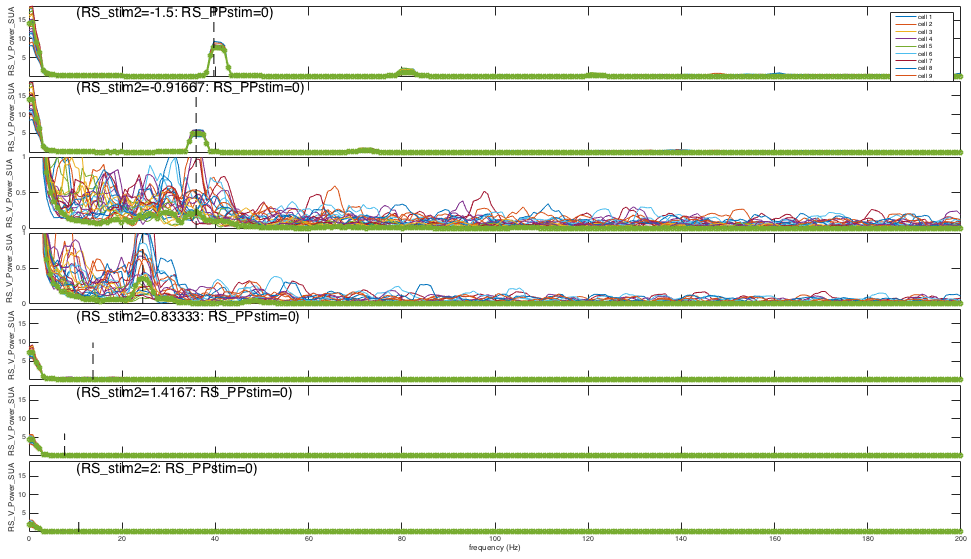 (RS_stim2=-1.5: RS_PPstim=0)
RS_V_Power_SUA
15
10
5
cell 1
cell 2
cell 3
cell 4
cell 5
cell 6
cell 7
cell 8
cell 9
(RS_stim2=-0.91667: RS_PPstim=0)
RS_V_Power_SUA
15
10
5
RS_V_Power_SUA
1
0.5
0
RS_V_Power_SUA
0.5
0
(RS_stim2=0.83333: RS_PPstim=0)
RS_V_Power_SUA
15
10
5
(RS_stim2=1.4167: RS_PPstim=0)
RS_V_Power_SUA
15
10
5
(RS_stim2=2: RS_PPstim=0)
RS_V_Power_SUA
15
10
5
0 20 40 60 80 100 120 140 160 180 200
frequency (Hz)